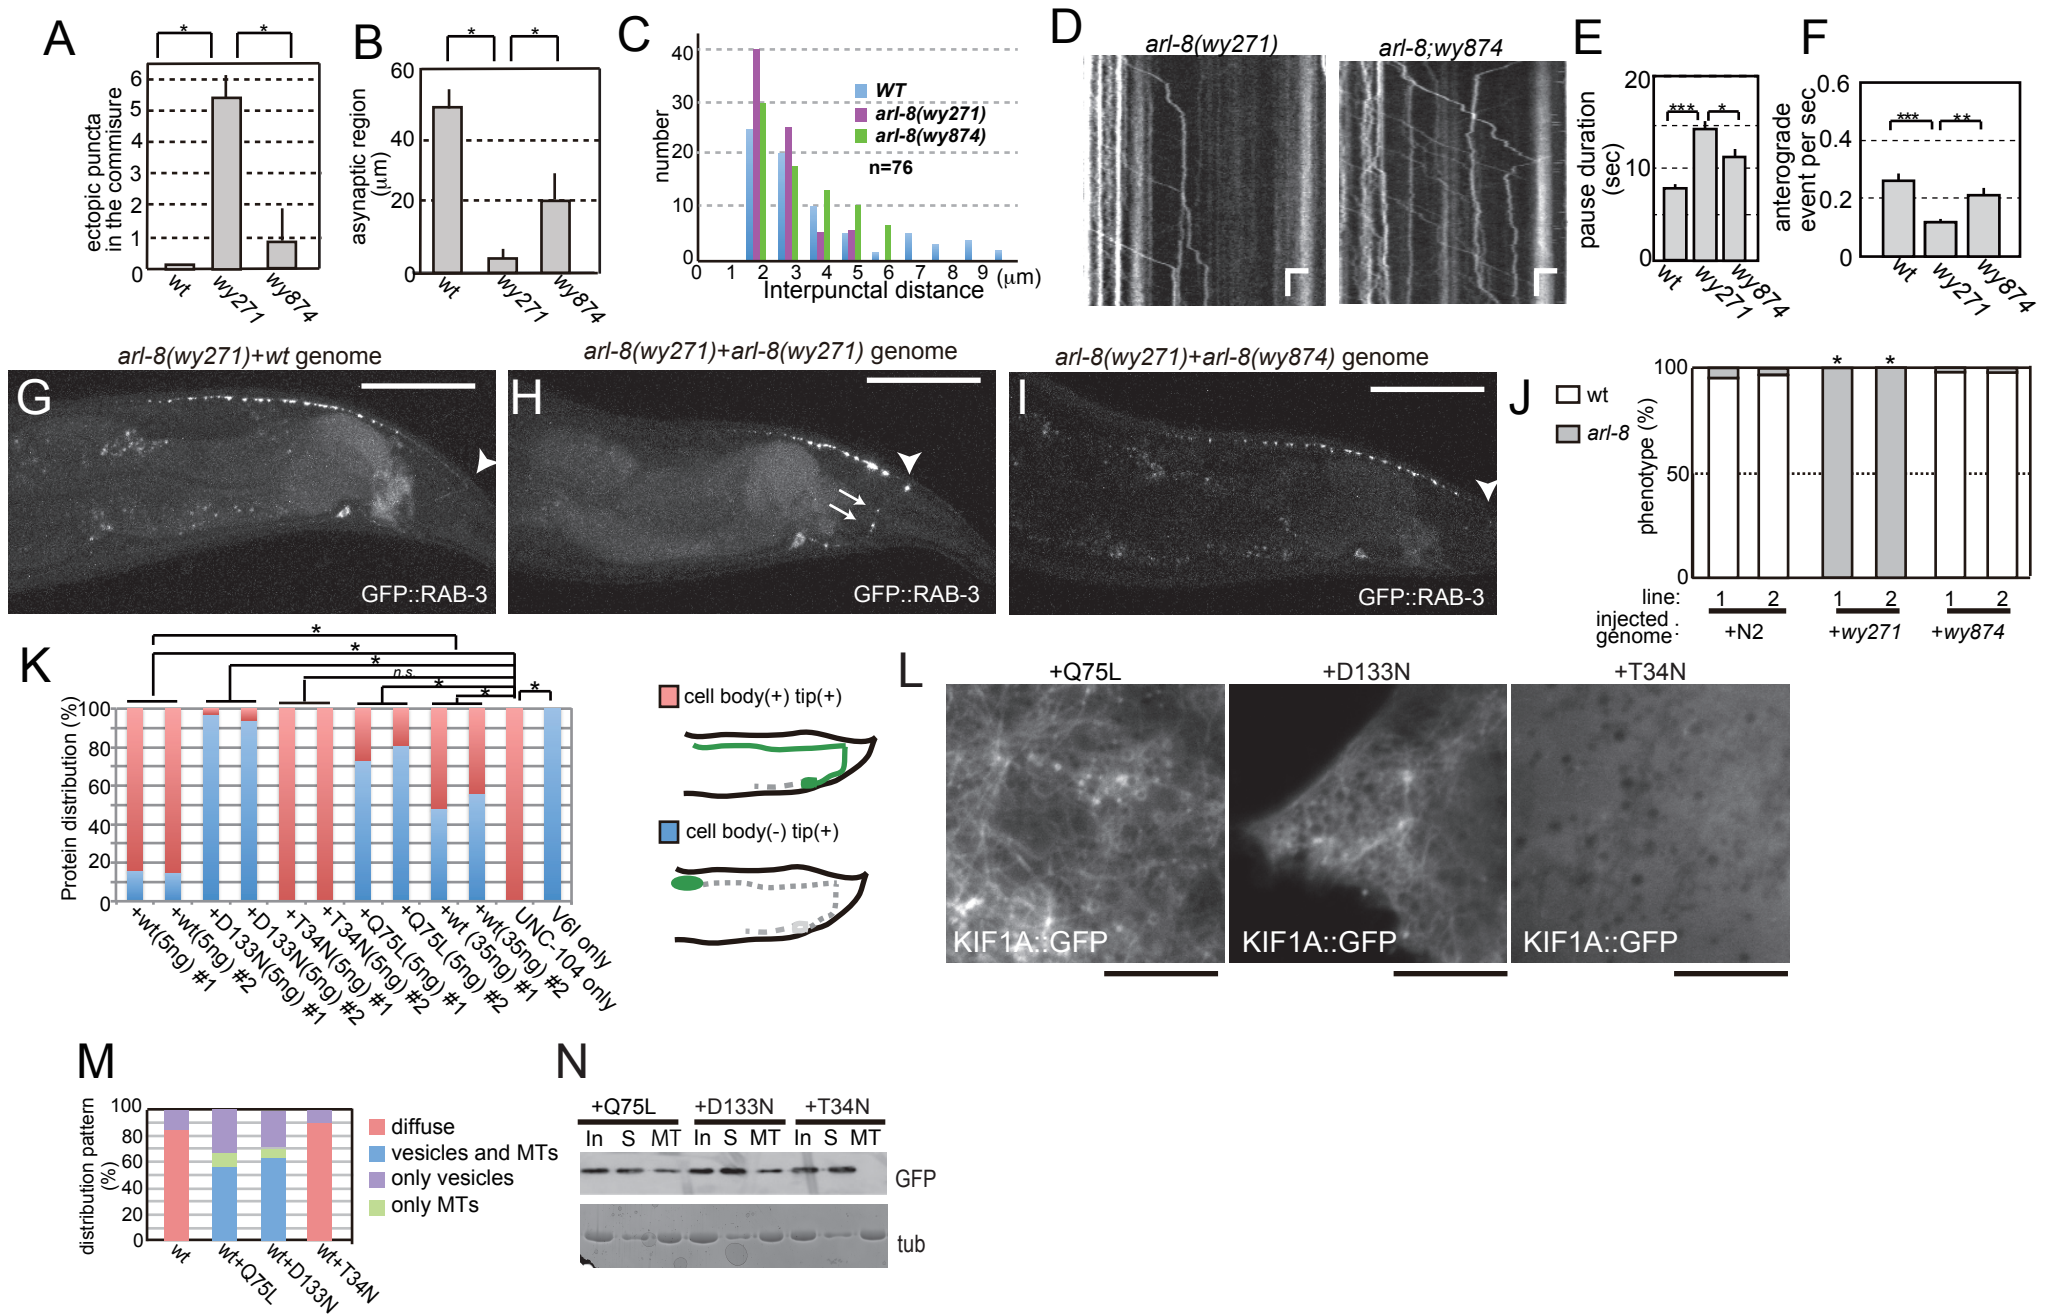 A
*
*
6
5
4
3
2
1
0
ectopic puncta
in the commisure
wt
wy271
wy874
B
*
*
60
40
20
0
asynaptic region
(μm)
wt
wy271
wy874
C
40
30
20
10
0
number
WT
arl-8(wy271)
arl-8(wy874)
n=76
0 1 2 3 4 5 6 7 8 9 (μm)
Interpunctal distance
D
arl-8(wy271)
arl-8;wy874
E
20
10
0
pause duration
(sec)
***
*
wt
wy271
wy874
F
0.6
0.4
0.2
0
anterograde
event per sec
***
**
wt
wy271
wy874
arl-8(wy271)+wt genome
G
GFP::RAB-3
arl-8(wy271)+arl-8(wy271) genome
H
GFP::RAB-3
arl-8(wy271)+arl-8(wy874) genome
I
GFP::RAB-3
J
wt
arl-8
phenotype (%)
100
50
0
*
*
line:
1 2 1 2 1 2
injected
genome :
+N2
+wy271
+wy874
K
*
*
*
n.s.
*
*
*
100
80
60
40
20
0
Protein distribution (%)
+wt(5ng) #1
+wt(5ng) #2
+D133N(5ng) #1
+D133N(5ng) #2
+T34N(5ng) #1
+T34N(5ng) #2
+Q75L(5ng) #1
+Q75L(5ng) #2
+wt (35ng) #1
+wt(35ng) #2
UNC-104 only
V6I only
cell body(+) tip(+)
cell body(-) tip(+)
L
+Q75L
+D133N
+T34N
KIF1A::GFP
KIF1A::GFP
KIF1A::GFP
M
100
80
60
40
20
0
distribution pattern
(%)
wt
wt+Q75L
wt+D133N
wt+T34N
diffuse
vesicles and MTs
only vesicles
only MTs
N
+Q75L
+D133N
+T34N
In S MT In S MT In S MT
GFP
tub